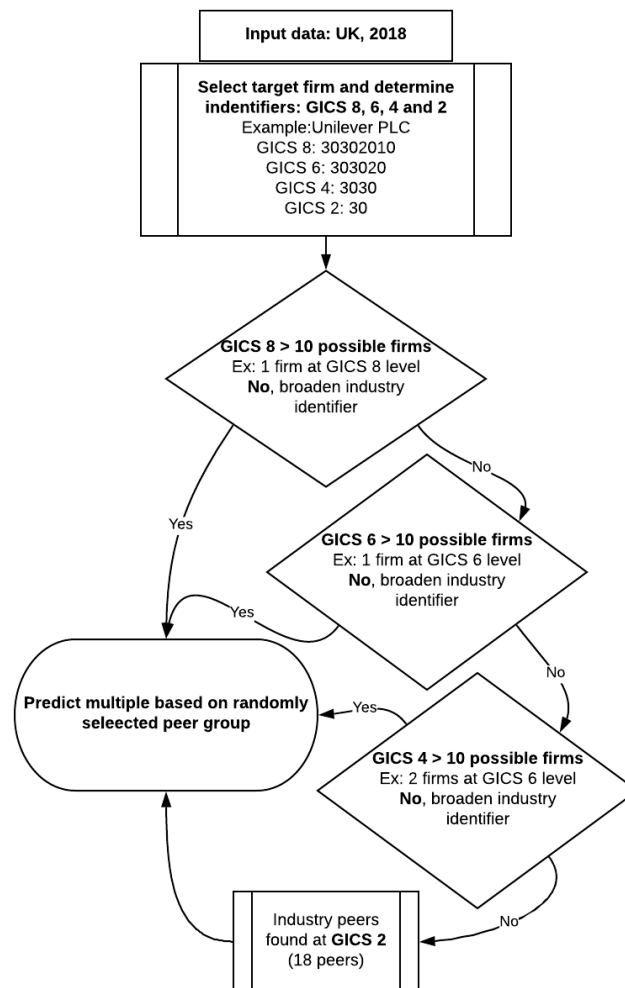 Input data: UK, 2018
Select target firm and determine
indentifiers: GICS 8, 6, 4 and 2
Example:Unilever PLC
GICS 8: 30302010
GICS 6: 303020
GICS 4: 3030
GICS 2: 30
GICS 8 > 10 possible firms
Ex: 1 firm at GICS 8 level
No, broaden industry
identifier
No
Yes
GICS 6 > 10 possible firms
Ex: 1 firm at GICS 6 level
No, broaden industry
identifier
Yes
No
Predict multiple based on randomly
seleected peer group
Yes
GICS 4 > 10 possible firms
Ex: 2 firms at GICS 6 level
No, broaden industry
identifier
No
Industry peers
found at GICS 2
(18 peers)